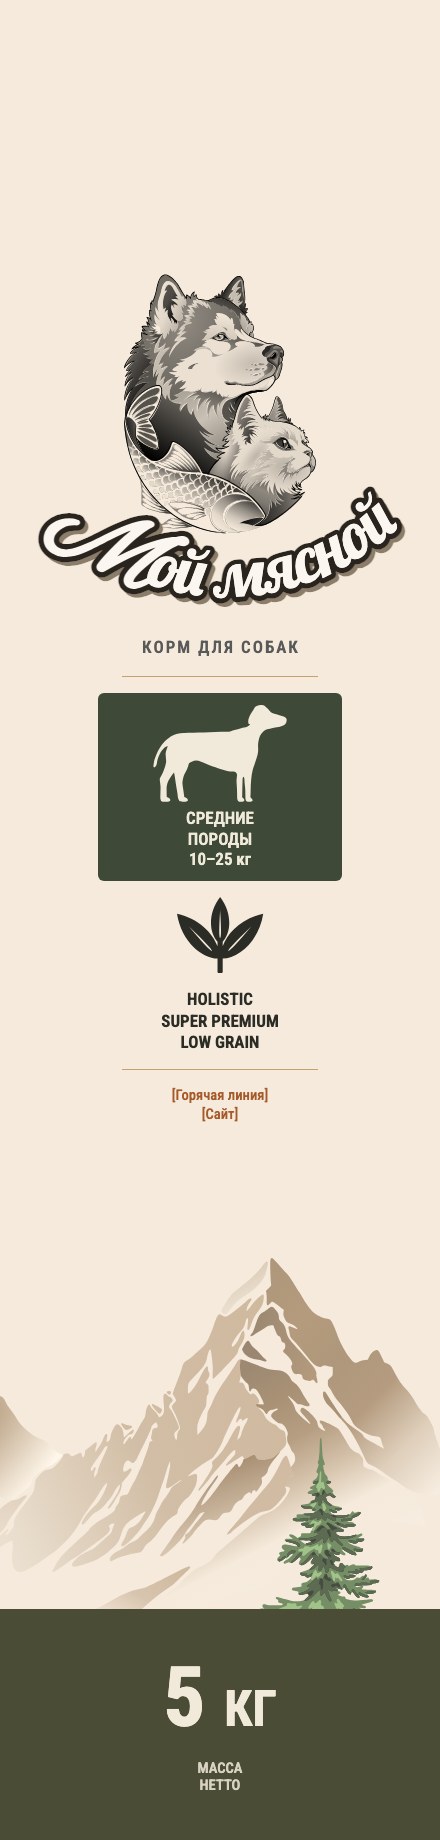 Мой мясной
КОРМ ДЛЯ СОБАК
СРЕДНИЕ
ПОРОДЫ
10–25 кг
HOLISTIC
SUPER PREMIUM
LOW GRAIN
[Горячая линия]
[Сайт]
5 кг
МАССА
НЕТТО